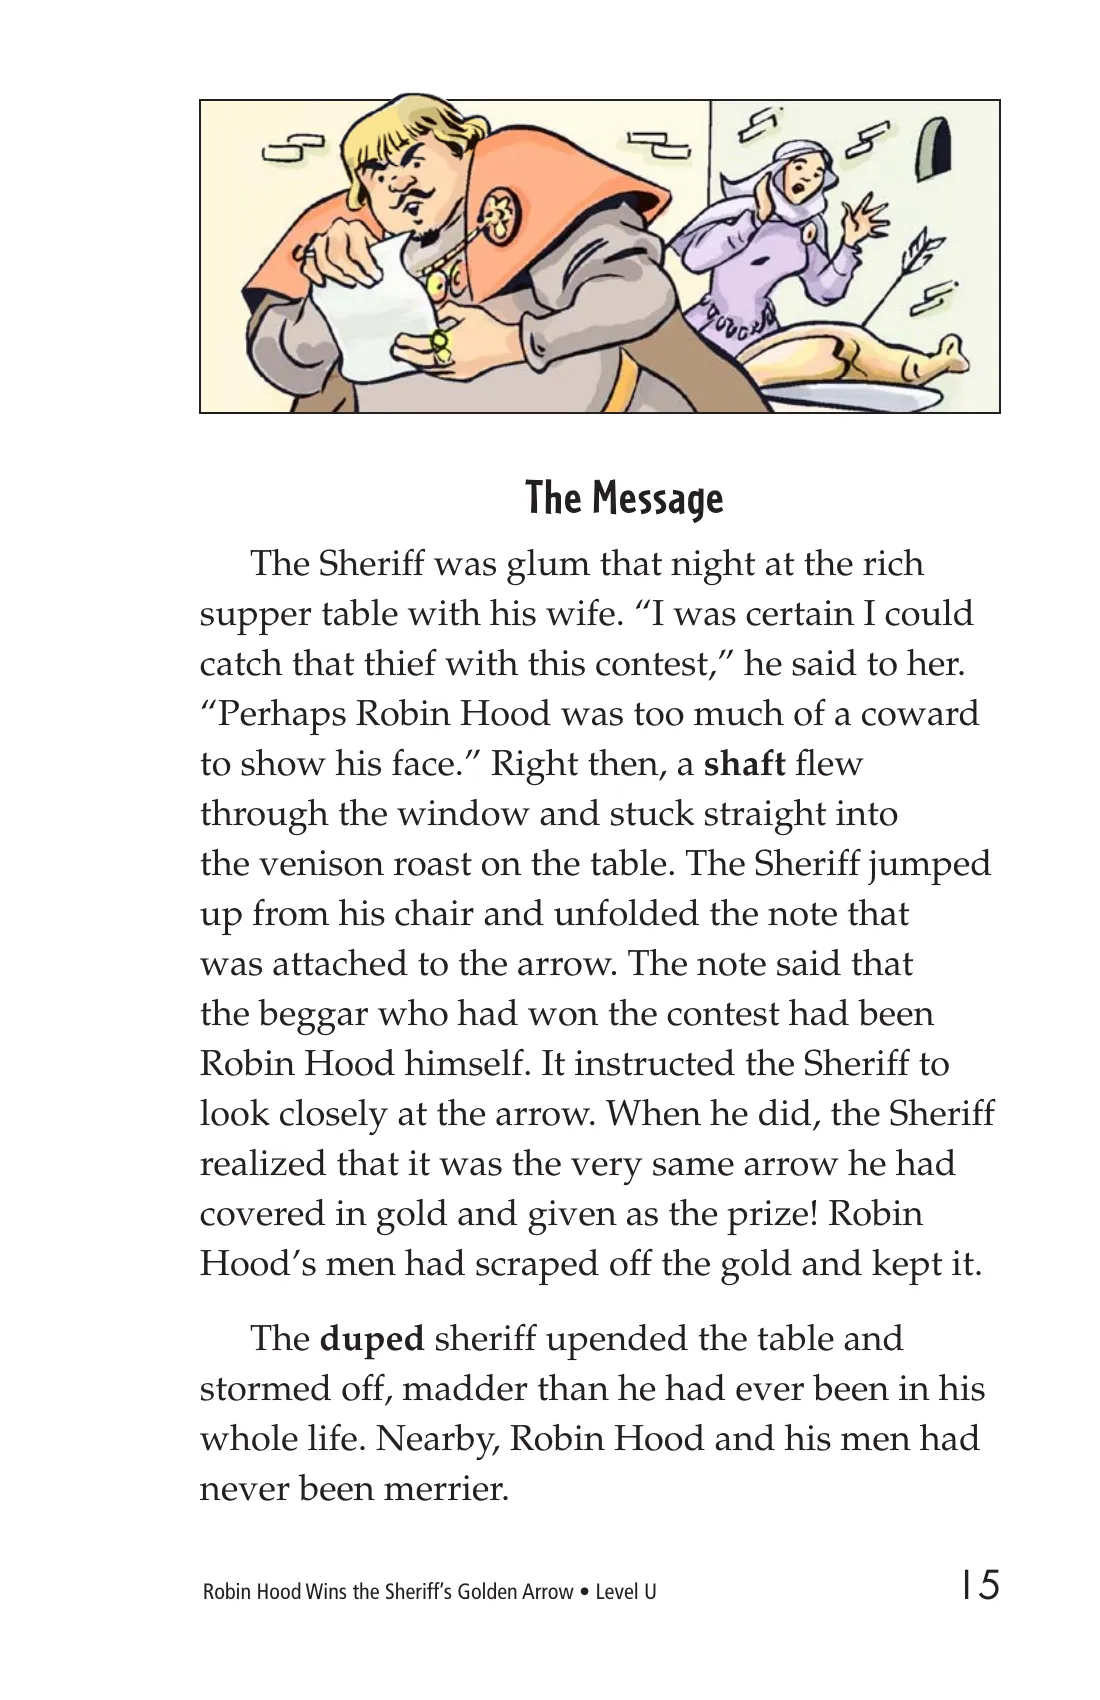 The Message
The Sheriff was glum that night at the rich
supper table with his wife. “I was certain I could
catch that thief with this contest,” he said to her.
“Perhaps Robin Hood was too much of a coward
to show his face.” Right then, a shaft flew
through the window and stuck straight into
the venison roast on the table. The Sheriff jumped
up from his chair and unfolded the note that
was attached to the arrow. The note said that
the beggar who had won the contest had been
Robin Hood himself. It instructed the Sheriff to
look closely at the arrow. When he did, the Sheriff
realized that it was the very same arrow he had
covered in gold and given as the prize! Robin
Hood’s men had scraped off the gold and kept it.
The duped sheriff upended the table and
stormed off, madder than he had ever been in his
whole life. Nearby, Robin Hood and his men had
never been merrier.
Robin Hood Wins the Sheriff’s Golden Arrow • Level U
15